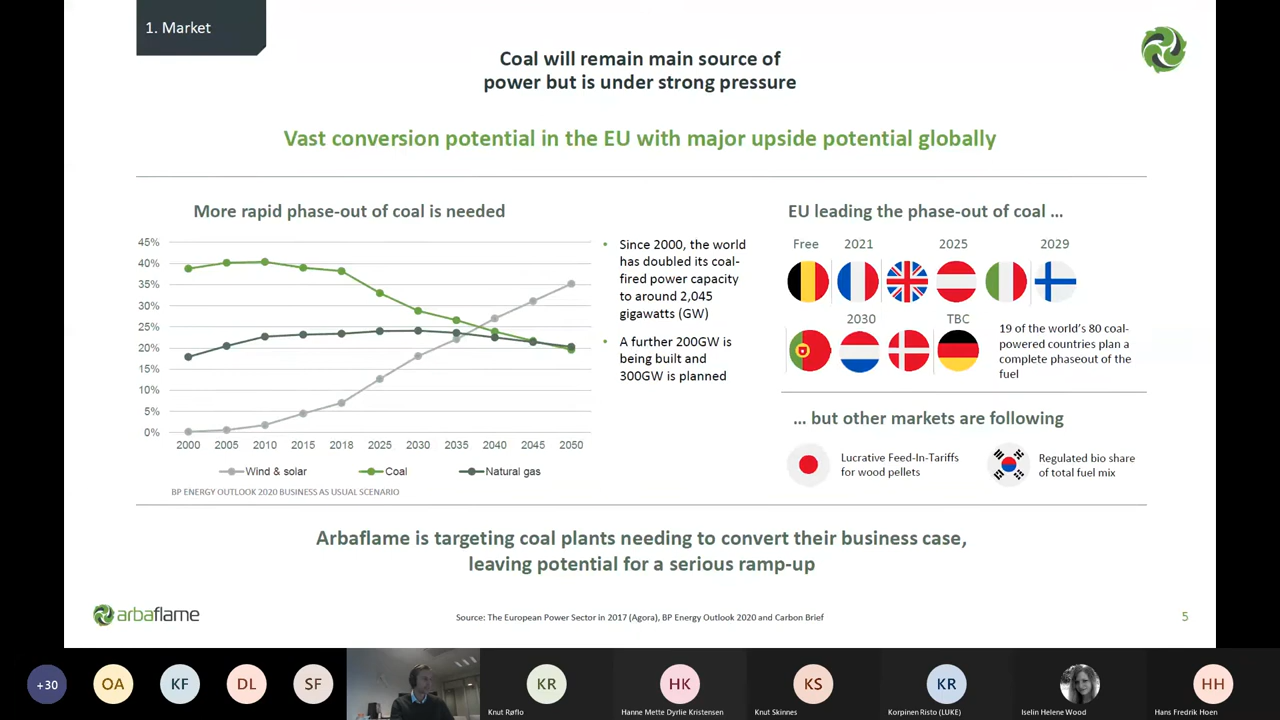 1. Market
Coal will remain main source of
power but is under strong pressure
Vast conversion potential in the EU with major upside potential globally
More rapid phase-out of coal is needed
45%
40%
35%
30%
25%
20%
15%
10%
5%
0%
2000 2005 2010 2015 2018 2025 2030 2035 2040 2045 2050
Wind & solar Coal Natural gas
BP ENERGY OUTLOOK 2020 BUSINESS AS USUAL SCENARIO
• Since 2000, the world
has doubled its coal-
fired power capacity
to around 2,045
gigawatts (GW)
• A further 200GW is
being built and
300GW is planned
EU leading the phase-out of coal ...
Free 2021 2025 2029
2030 TBC
19 of the world's 80 coal-
powered countries plan a
complete phaseout of the
fuel
... but other markets are following
Lucrative Feed-In-Tariffs
for wood pellets
Regulated bio share
of total fuel mix
Arbaflame is targeting coal plants needing to convert their business case,
leaving potential for a serious ramp-up
arbaflame
Source: The European Power Sector in 2017 (Agora), BP Energy Outlook 2020 and Carbon Brief
5
+30 OA KF DL SF KR HK KS KR HH
Knut Røflo Hanne Mette Dyrlie Kristensen Knut Skinnes Korpinen Risto (LUKE) Iselin Helene Wood Hans Fredrik Hoen